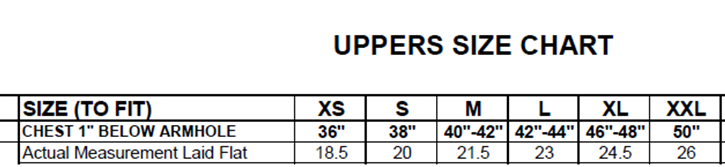 UPPERS SIZE CHART
SIZE (TO FIT) XS S M L XL XXL
CHEST 1" BELOW ARMHOLE 36" 38" 40"-42" 42"-44" 46"-48" 50"
Actual Measurement Laid Flat 18.5 20 21.5 23 24.5 26